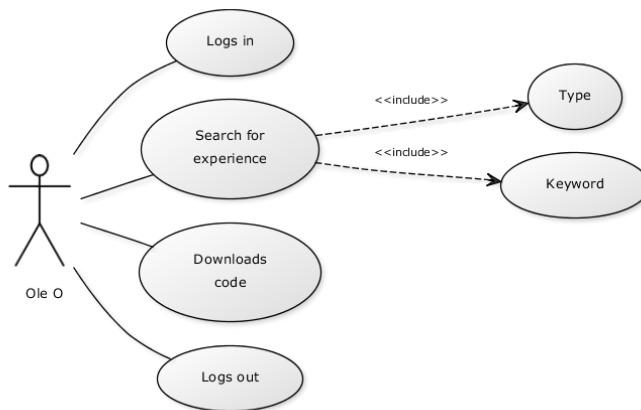 Logs in
<<include>>
Type
Search for
experience
<<include>>
Keyword
Ole O
Downloads
code
Logs out